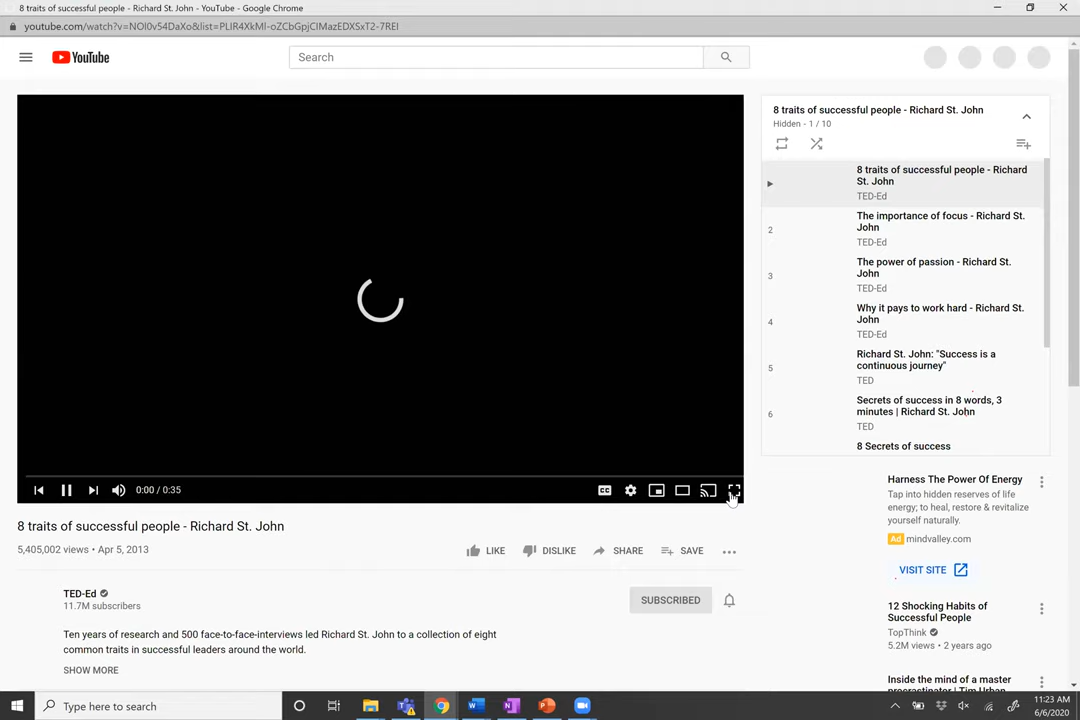 8 traits of successful people - Richard St. John - YouTube - Google Chrome
youtube.com/watch?v=NOl0v54DaXo&list=PLlR4XkMl-oZCbGpjClMazEDXSxT2-7REl
YouTube
Search
0:00 / 0:35
CC
8 traits of successful people - Richard St. John
5,405,002 views • Apr 5, 2013
LIKE
DISLIKE
SHARE
SAVE
TED-Ed
11.7M subscribers
SUBSCRIBED
Ten years of research and 500 face-to-face-interviews led Richard St. John to a collection of eight
common traits in successful leaders around the world.
SHOW MORE
8 traits of successful people - Richard St. John
Hidden - 1 / 10
8 traits of successful people - Richard
St. John
TED-Ed
2
The importance of focus - Richard St.
John
TED-Ed
3
The power of passion - Richard St.
John
TED-Ed
4
Why it pays to work hard - Richard St.
John
TED-Ed
5
Richard St. John: "Success is a
continuous journey"
TED
6
Secrets of success in 8 words, 3
minutes | Richard St. John
TED
8 Secrets of success
Harness The Power Of Energy
Tap into hidden reserves of life
energy; to heal, restore & revitalize
yourself naturally.
Ad mindvalley.com
VISIT SITE
12 Shocking Habits of
Successful People
TopThink
5.2M views • 2 years ago
Inside the mind of a master
procrastinator | Tim Urban
Type here to search
11:23 AM
6/6/2020